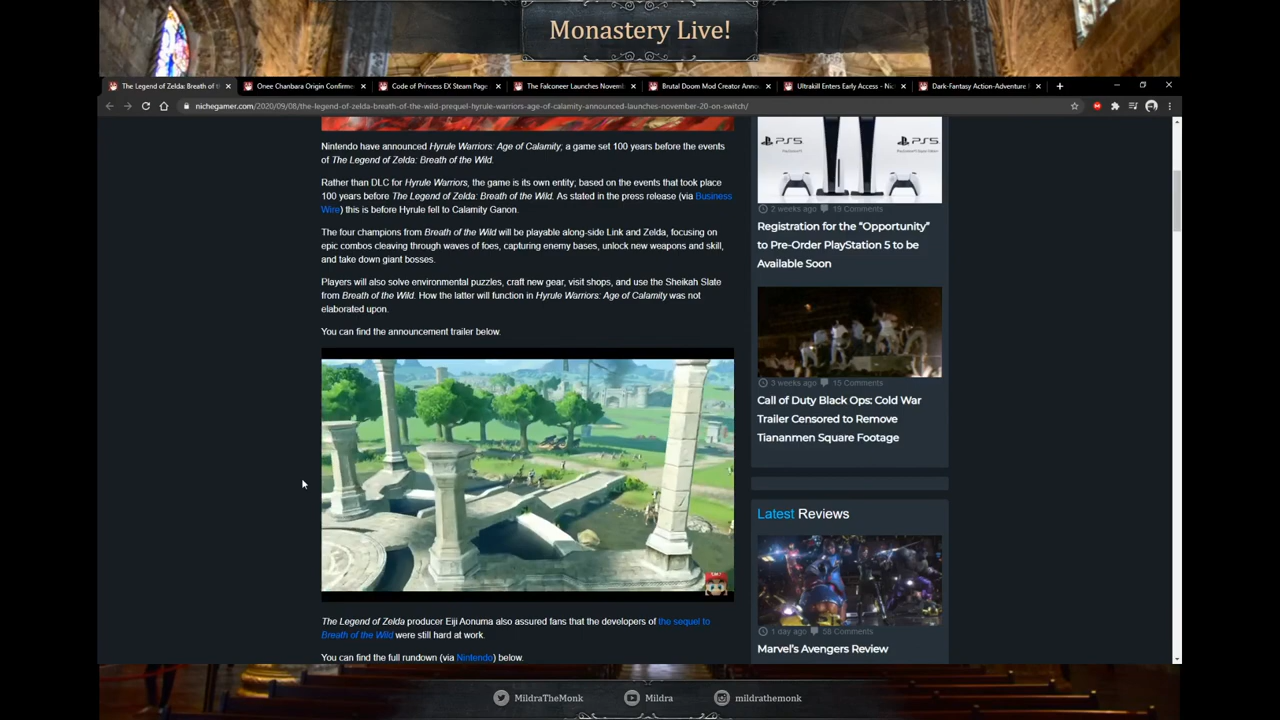 Monastery Live!
The Legend of Zelda: Breath of t
Onee Chanbara Origin Confirme
Code of Princess EX Steam Page
The Falconeer Launches Novemb
Brutal Doom Mod Creator Anno
Ultrakill Enters Early Access - Nic
Dark-Fantasy Action-Adventure
nichegamer.com/2020/09/08/the-legend-of-zelda-breath-of-the-wild-prequel-hyrule-warriors-age-of-calamity-announced-launches-november-20-on-switch/
Nintendo have announced Hyrule Warriors: Age of Calamity; a game set 100 years before the events
of The Legend of Zelda: Breath of the Wild.
Rather than DLC for Hyrule Warriors, the game is its own entity; based on the events that took place
100 years before The Legend of Zelda: Breath of the Wild. As stated in the press release (via Business
Wire) this is before Hyrule fell to Calamity Ganon.
The four champions from Breath of the Wild will be playable along-side Link and Zelda, focusing on
epic combos cleaving through waves of foes, capturing enemy bases, unlock new weapons and skill,
and take down giant bosses.
Players will also solve environmental puzzles, craft new gear, visit shops, and use the Sheikah Slate
from Breath of the Wild. How the latter will function in Hyrule Warriors: Age of Calamity was not
elaborated upon.
You can find the announcement trailer below.
The Legend of Zelda producer Eiji Aonuma also assured fans that the developers of the sequel to
Breath of the Wild were still hard at work.
You can find the full rundown (via Nintendo) below.
PS5
PS5
2 weeks ago 19 Comments
Registration for the “Opportunity”
to Pre-Order PlayStation 5 to be
Available Soon
3 weeks ago 15 Comments
Call of Duty Black Ops: Cold War
Trailer Censored to Remove
Tiananmen Square Footage
Latest Reviews
1 day ago 58 Comments
Marvel’s Avengers Review
MildraTheMonk
Mildra
mildrathemonk